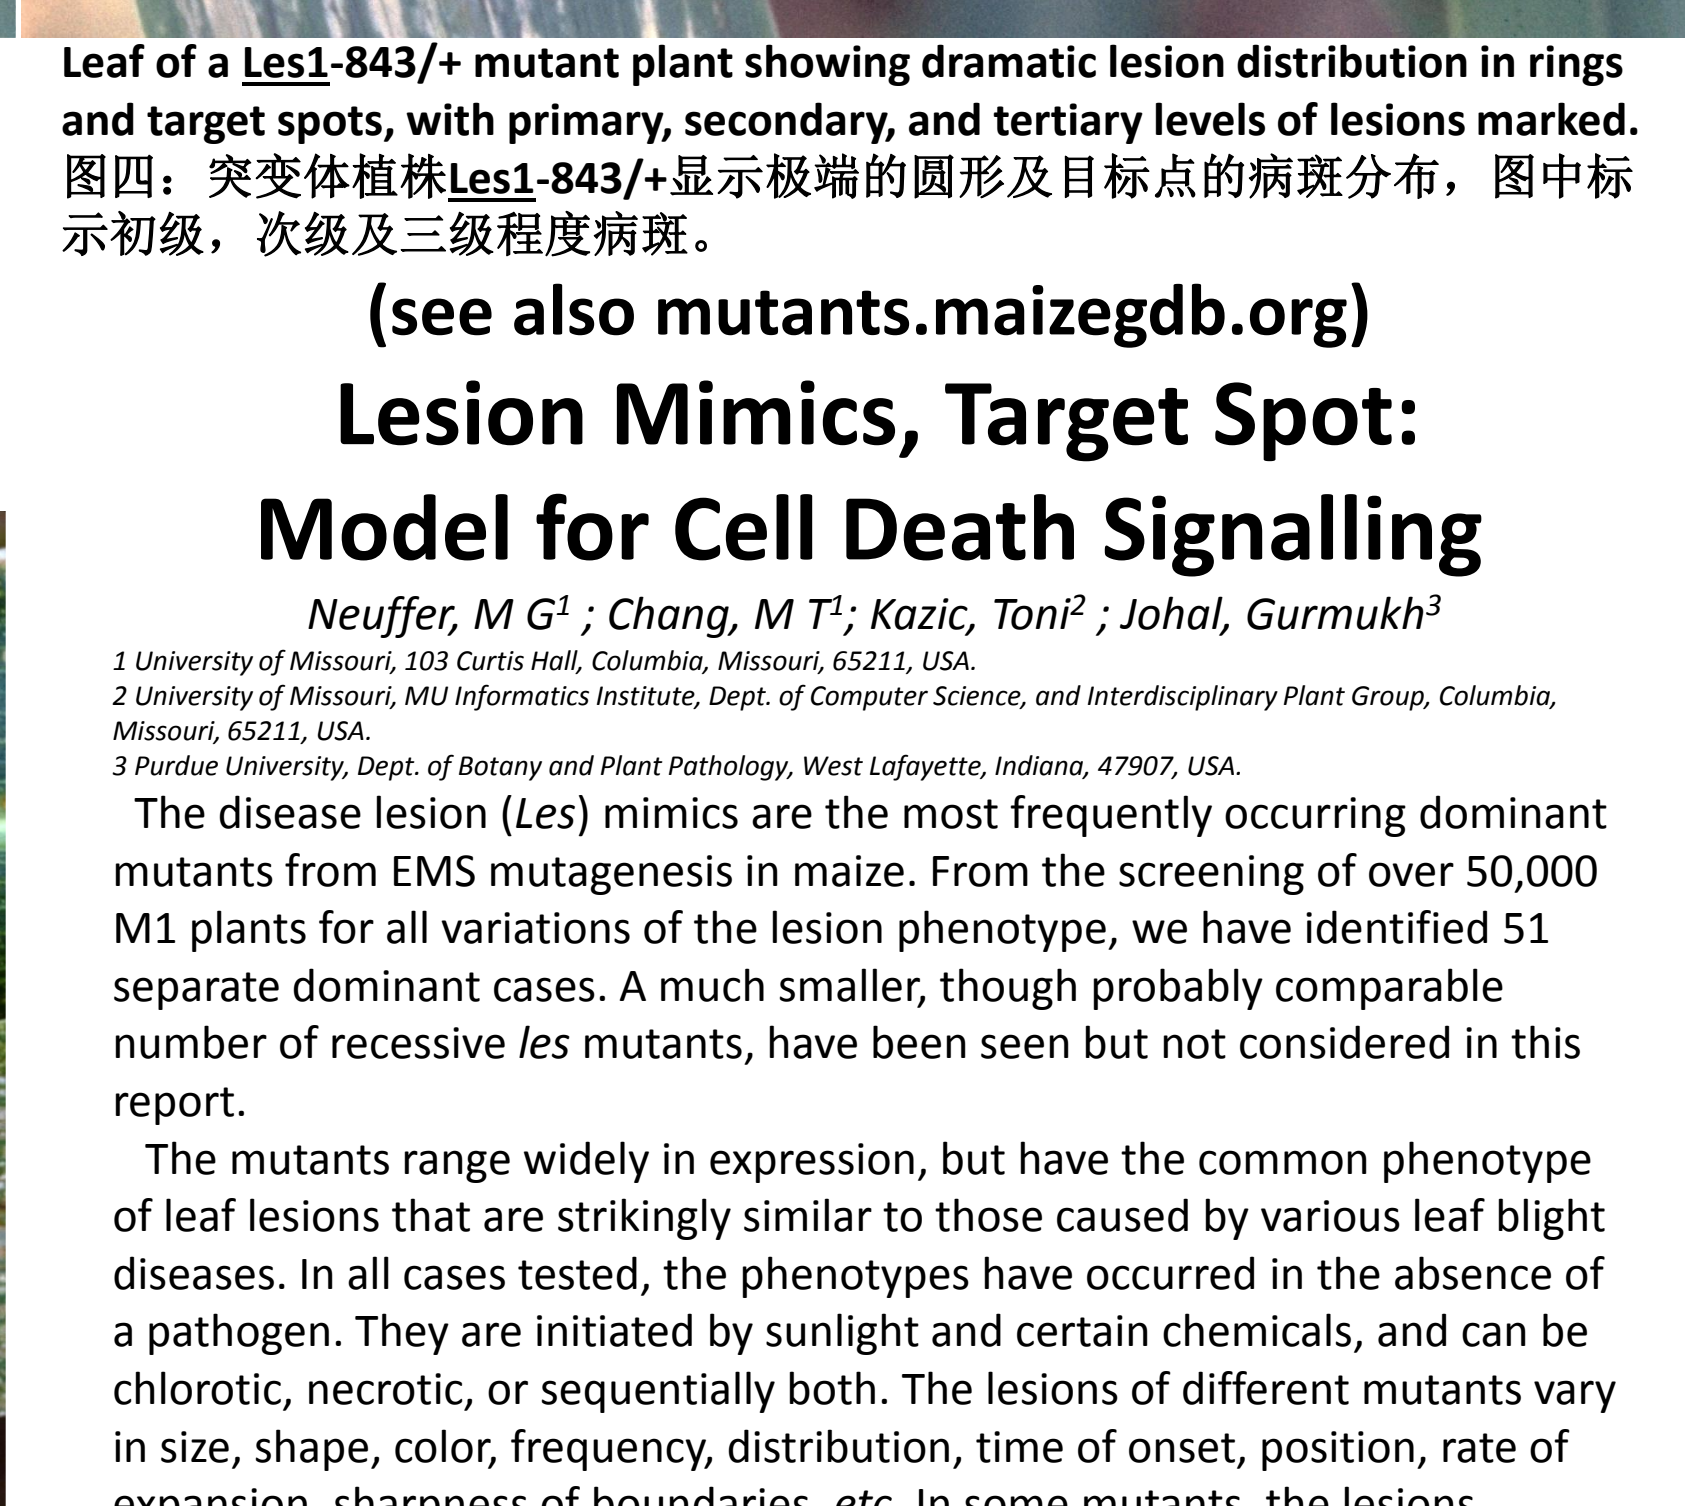 Leaf of a Les1-843/+ mutant plant showing dramatic lesion distribution in rings
and target spots, with primary, secondary, and tertiary levels of lesions marked.
图四：突变体植株Les1-843/+显示极端的圆形及目标点的病斑分布，图中标
示初级，次级及三级程度病斑。
(see also mutants.maizegdb.org)
Lesion Mimics, Target Spot:
Model for Cell Death Signalling
Neuffer, M G1 ; Chang, M T1; Kazic, Toni2 ; Johal, Gurmukh3
1 University of Missouri, 103 Curtis Hall, Columbia, Missouri, 65211, USA.
2 University of Missouri, MU Informatics Institute, Dept. of Computer Science, and Interdisciplinary Plant Group, Columbia,
Missouri, 65211, USA.
3 Purdue University, Dept. of Botany and Plant Pathology, West Lafayette, Indiana, 47907, USA.
The disease lesion (Les) mimics are the most frequently occurring dominant
mutants from EMS mutagenesis in maize. From the screening of over 50,000
M1 plants for all variations of the lesion phenotype, we have identified 51
separate dominant cases. A much smaller, though probably comparable
number of recessive les mutants, have been seen but not considered in this
report.
The mutants range widely in expression, but have the common phenotype
of leaf lesions that are strikingly similar to those caused by various leaf blight
diseases. In all cases tested, the phenotypes have occurred in the absence of
a pathogen. They are initiated by sunlight and certain chemicals, and can be
chlorotic, necrotic, or sequentially both. The lesions of different mutants vary
in size, shape, color, frequency, distribution, time of onset, position, rate of
expansion, sharpness of boundaries, etc. In some mutants, the lesions